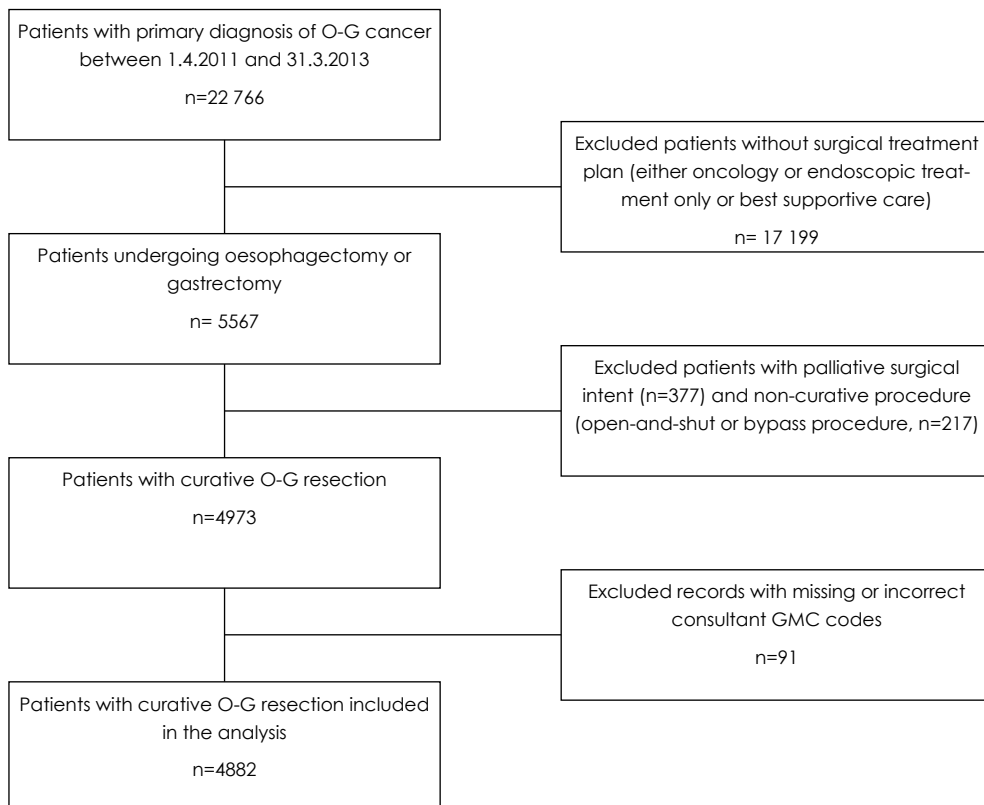 Patients with primary diagnosis of O-G cancer
between 1.4.2011 and 31.3.2013
n=22 766
Excluded patients without surgical treatment
plan (either oncology or endoscopic treat-
ment only or best supportive care)
n= 17 199
Patients undergoing oesophagectomy or
gastrectomy
n= 5567
Excluded patients with palliative surgical
intent (n=377) and non-curative procedure
(open-and-shut or bypass procedure, n=217)
Patients with curative O-G resection
n=4973
Excluded records with missing or incorrect
consultant GMC codes
n=91
Patients with curative O-G resection included
in the analysis
n=4882